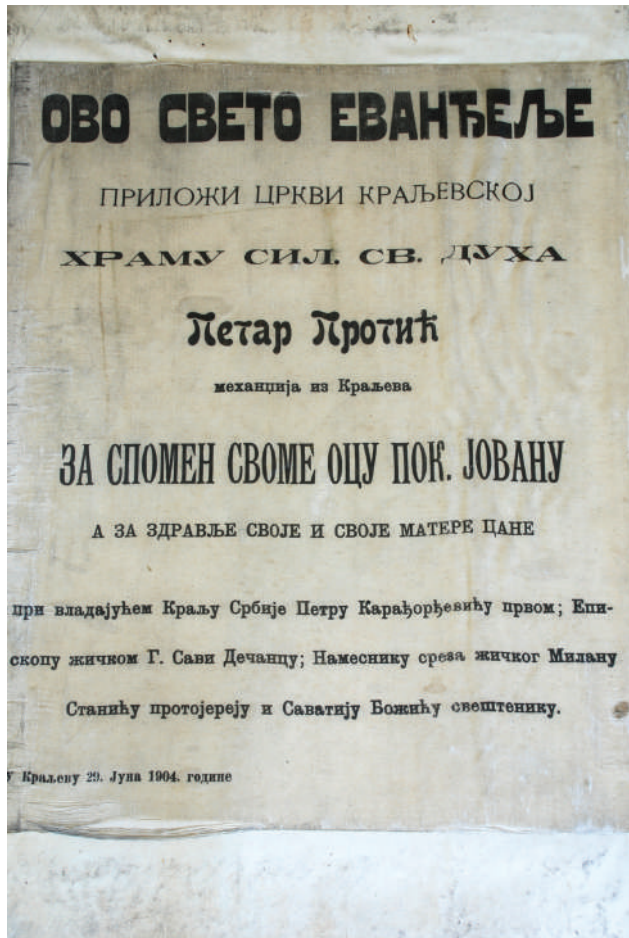 ОВО СВЕТО ЕВАНЂЕЉЕ
ПРИЛОЖИ ЦРКВИ КРАЉЕВСКОЈ
ХРАМУ СИЛ. СВ. ДУХА
Петар Протић
механџија из Краљева
ЗА СПОМЕН СВОМЕ ОЦУ ПОК. ЈОВАНУ
А ЗА ЗДРАВЉЕ СВОЈЕ И СВОЈЕ МАТЕРЕ ЦАНЕ
при владајућем Краљу Србије Петру Карађорђевићу првом; Епи-
скопу жичком Г. Сави Дечанцу; Намеснику среза жичког Милану
Станићу протојереју и Саватију Божићу свештенику.
У Краљеву 29. Јуна 1904. године